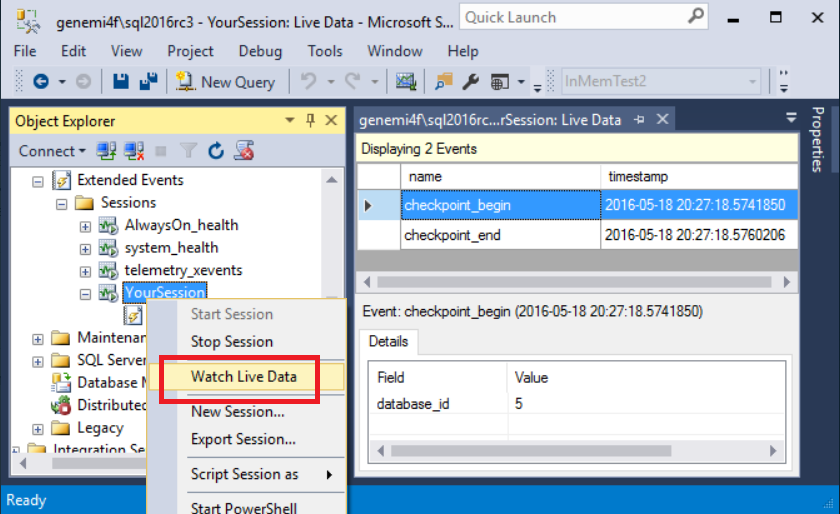 genemi4f\sql2016rc3 - YourSession: Live Data - Microsoft S...
Quick Launch
File Edit View Project Debug Tools Window Help
New Query
InMemTest2
Object Explorer
Connect
Extended Events
Sessions
AlwaysOn_health
system_health
telemetry_xevents
YourSession
Maintenan
SQL Server
Database M
Distributed
Legacy
Integration Se
Start Session
Stop Session
Watch Live Data
New Session...
Export Session...
Script Session as
Start PowerShell
genemi4f\sql2016rc...rSession: Live Data
Displaying 2 Events
name timestamp
checkpoint_begin 2016-05-18 20:27:18.5741850
checkpoint_end 2016-05-18 20:27:18.5760206
Event: checkpoint_begin (2016-05-18 20:27:18.5741850)
Details
Field Value
database_id 5
Properties
Ready